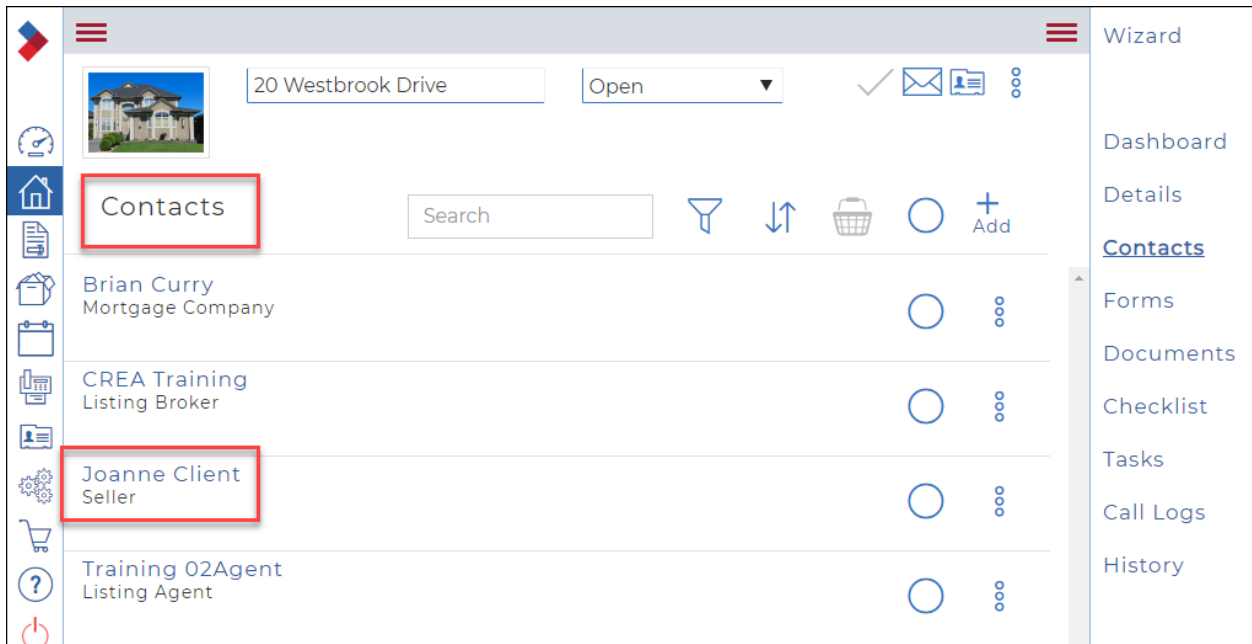 20 Westbrook Drive
Open
Contacts
Search
Add
Brian Curry
Mortgage Company
CREA Training
Listing Broker
Joanne Client
Seller
Training 02Agent
Listing Agent
?
Wizard
Dashboard
Details
Contacts
Forms
Documents
Checklist
Tasks
Call Logs
History